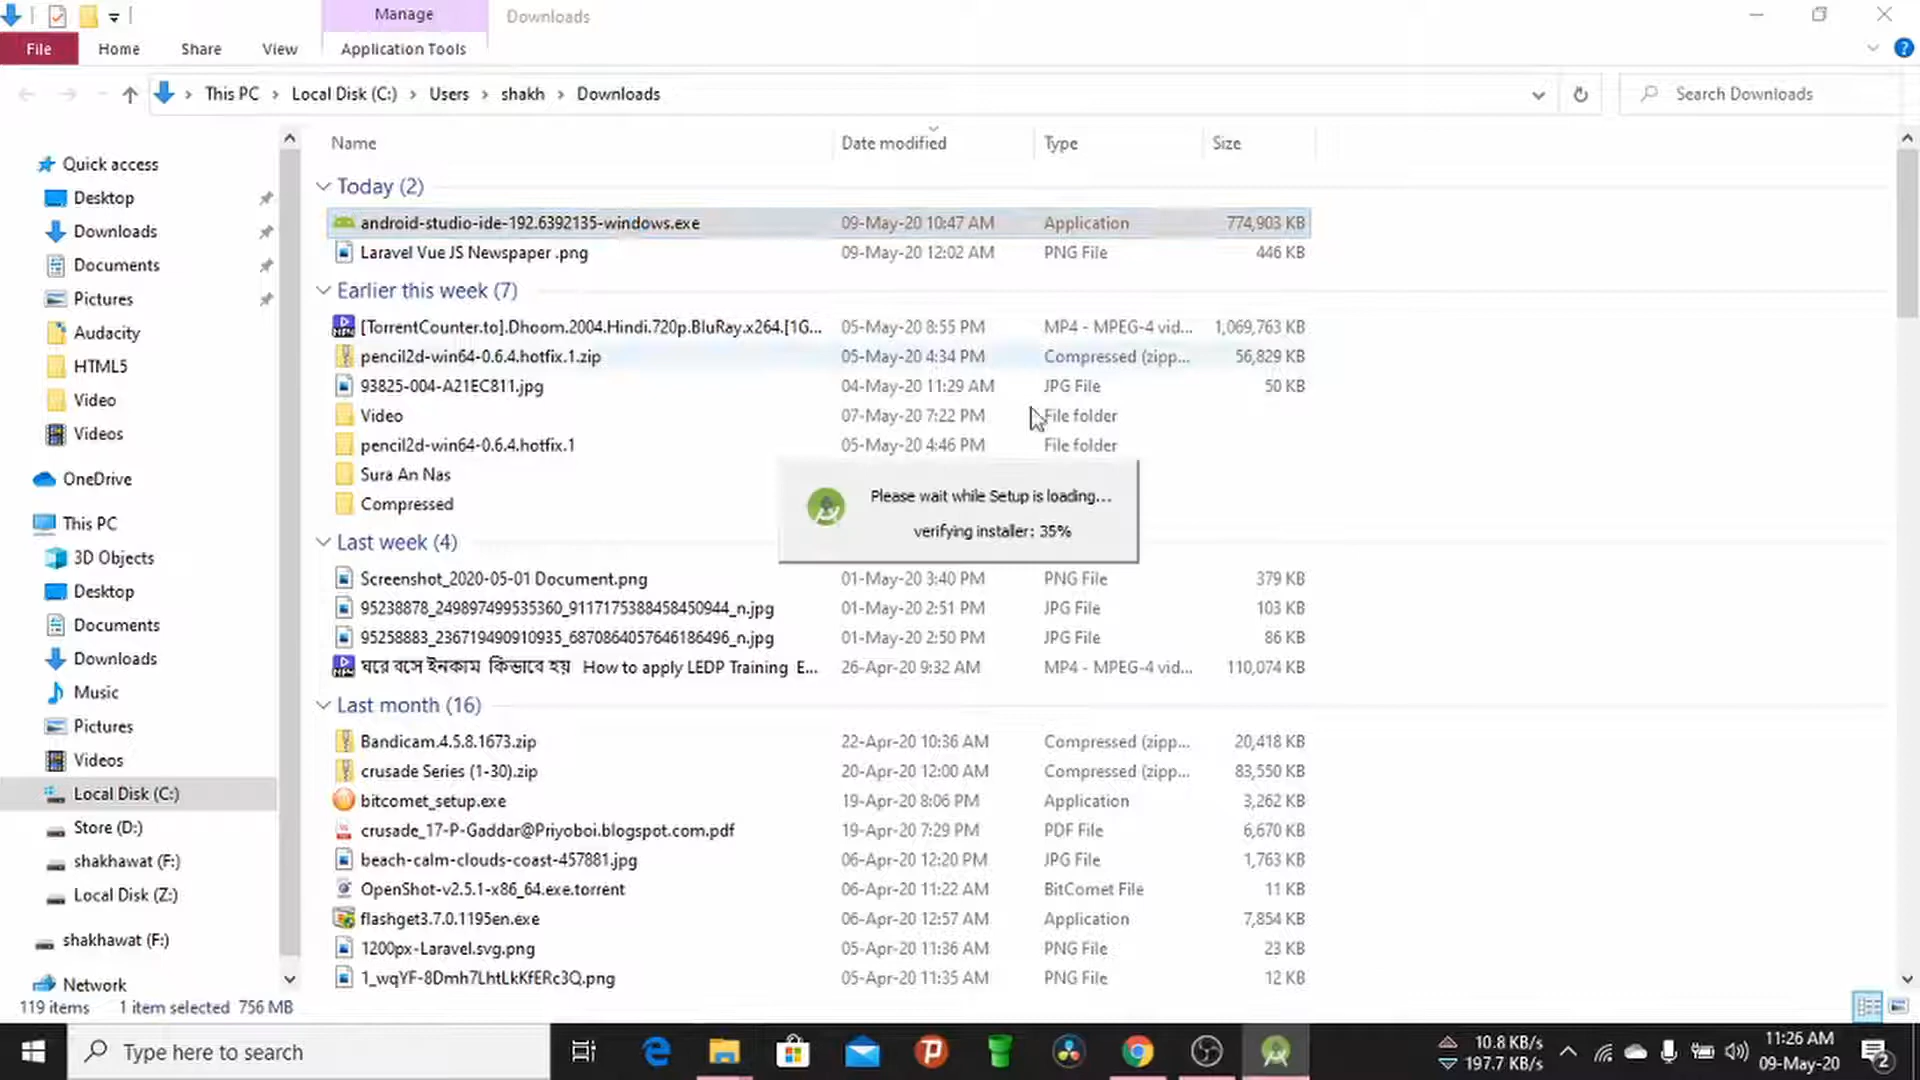 Manage
Downloads
File
Home
Share
View
Application Tools
This PC
Local Disk (C:)
Users
shakh
Downloads
Search Downloads
Name
Date modified
Type
Size
Quick access
Desktop
Downloads
Documents
Pictures
Audacity
HTML5
Video
Videos
OneDrive
This PC
3D Objects
Desktop
Documents
Downloads
Music
Pictures
Videos
Local Disk (C:)
Store (D:)
shakhawat (F:)
Local Disk (Z:)
shakhawat (F:)
Network
Today (2)
android-studio-ide-192.6392135-windows.exe 09-May-20 10:47 AM Application 774,903 KB
Laravel Vue JS Newspaper .png 09-May-20 12:02 AM PNG File 446 KB
Earlier this week (7)
[TorrentCounter.to].Dhoom.2004.Hindi.720p.BluRay.x264.[1G... 05-May-20 8:55 PM MP4 - MPEG-4 vid... 1,069,763 KB
pencil2d-win64-0.6.4.hotfix.1.zip 05-May-20 4:34 PM Compressed (zipp... 56,829 KB
93825-004-A21EC811.jpg 04-May-20 11:29 AM JPG File 50 KB
Video 07-May-20 7:22 PM File folder
pencil2d-win64-0.6.4.hotfix.1 05-May-20 4:46 PM File folder
Sura An Nas
Compressed
Please wait while Setup is loading...
verifying installer: 35%
Last week (4)
Screenshot_2020-05-01 Document.png 01-May-20 3:40 PM PNG File 379 KB
95238878_249897499535360_9117175388458450944_n.jpg 01-May-20 2:51 PM JPG File 103 KB
95258883_236719490910935_6870864057646186496_n.jpg 01-May-20 2:50 PM JPG File 86 KB
ঘরে বসে ইনকাম কিভাবে হয় How to apply LEDP Training E... 26-Apr-20 9:32 AM MP4 - MPEG-4 vid... 110,074 KB
Last month (16)
Bandicam.4.5.8.1673.zip 22-Apr-20 10:36 AM Compressed (zipp... 20,418 KB
crusade Series (1-30).zip 20-Apr-20 12:00 AM Compressed (zipp... 83,550 KB
bitcomet_setup.exe 19-Apr-20 8:06 PM Application 3,262 KB
crusade_17-P-Gaddar@Priyoboi.blogspot.com.pdf 19-Apr-20 7:29 PM PDF File 6,670 KB
beach-calm-clouds-coast-457881.jpg 06-Apr-20 12:20 PM JPG File 1,763 KB
OpenShot-v2.5.1-x86_64.exe.torrent 06-Apr-20 11:22 AM BitComet File 11 KB
flashget3.7.0.1195en.exe 06-Apr-20 12:57 AM Application 7,854 KB
1200px-Laravel.svg.png 05-Apr-20 11:36 AM PNG File 23 KB
1_wqYF-8Dmh7LhtLkKfERc3Q.png 05-Apr-20 11:35 AM PNG File 12 KB
119 items 1 item selected 756 MB
Type here to search
10.8 KB/s
197.7 KB/s
11:26 AM
09-May-20
2